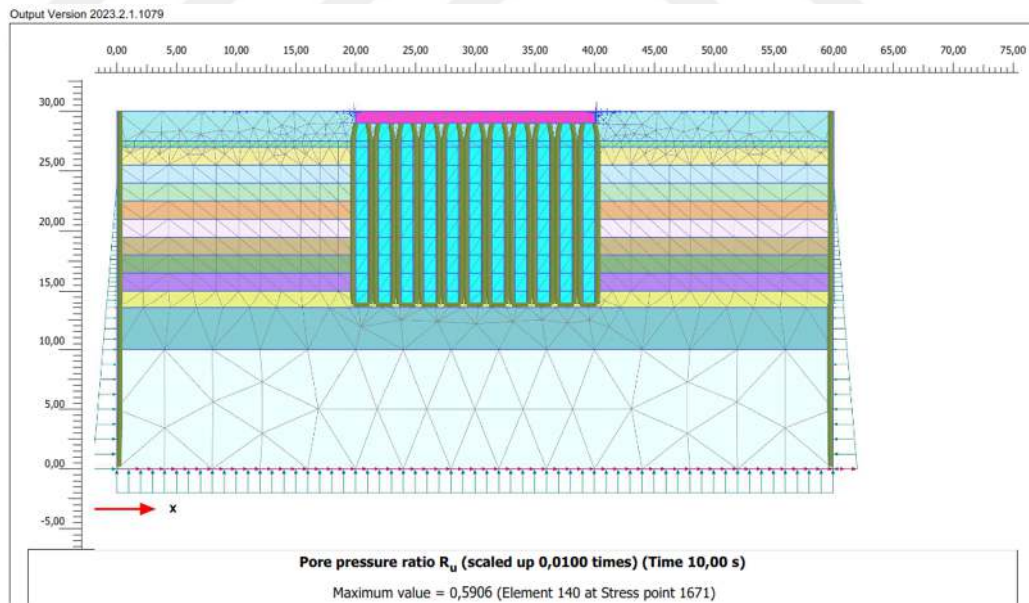 Output Version 2023.2.1.1079
0,00 5,00 10,00 15,00 20,00 25,00 30,00 35,00 40,00 45,00 50,00 55,00 60,00 65,00 70,00 75,00
30,00
25,00
20,00
15,00
10,00
5,00
0,00
-5,00
x
Pore pressure ratio Ru (scaled up 0,0100 times) (Time 10,00 s)
Maximum value = 0,5906 (Element 140 at Stress point 1671)